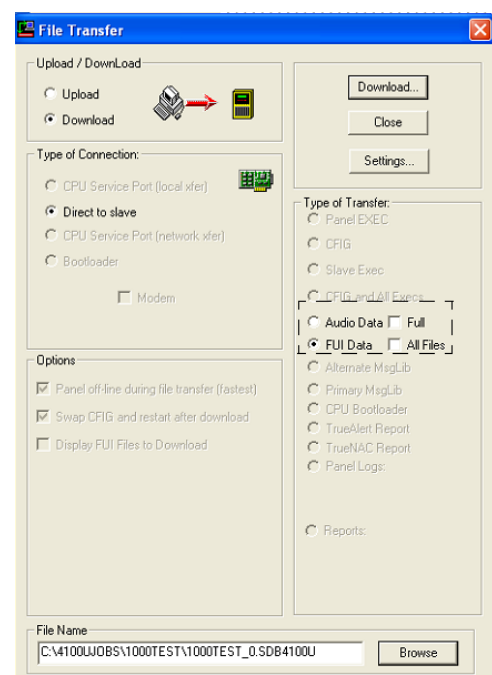 File Transfer
Upload / DownLoad
Upload
Download
Download...
Close
Settings...
Type of Connection:
CPU Service Port (local xfer)
Direct to slave
CPU Service Port (network xfer)
Bootloader
Modem
Type of Transfer:
Panel EXEC
CFIG
Slave Exec
CFIG and All Execs
Audio Data Full
FUI Data All Files
Alternate MsgLib
Primary MsgLib
CPU Bootloader
TrueAlert Report
TrueNAC Report
Panel Logs:
Reports:
Options
Panel off-line during file transfer (fastest)
Swap CFIG and restart after download
Display FUI Files to Download
File Name
C:\4100UJOBS\1000TEST\1000TEST_0.SDB4100U
Browse